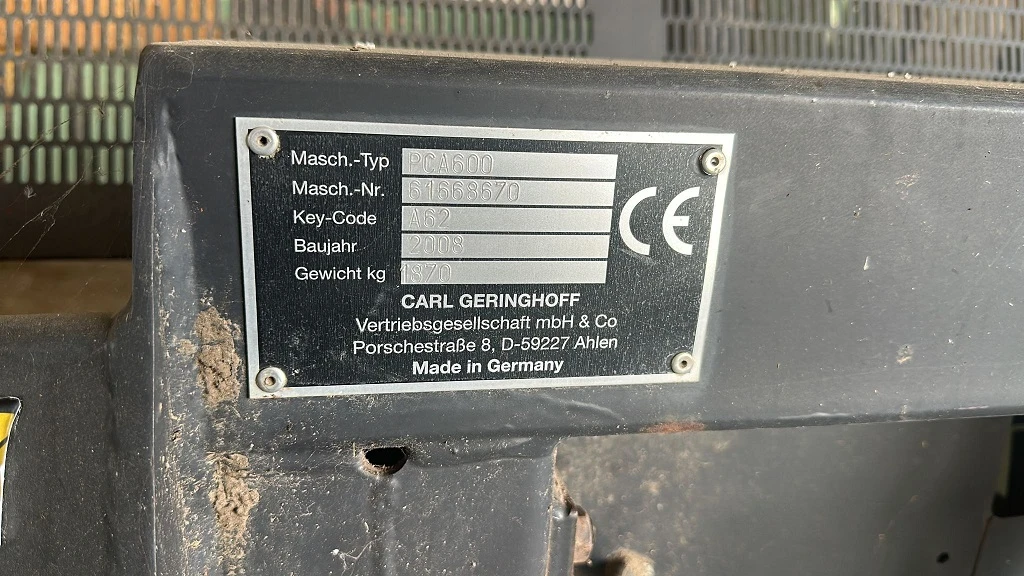 Masch.-Typ PCA600
Masch.-Nr. 61668670
Key-Code A62
Baujahr 2008
Gewicht kg 1870
CE
CARL GERINGHOFF
Vertriebsgesellschaft mbH & Co
Porschestraße 8, D-59227 Ahlen
Made in Germany